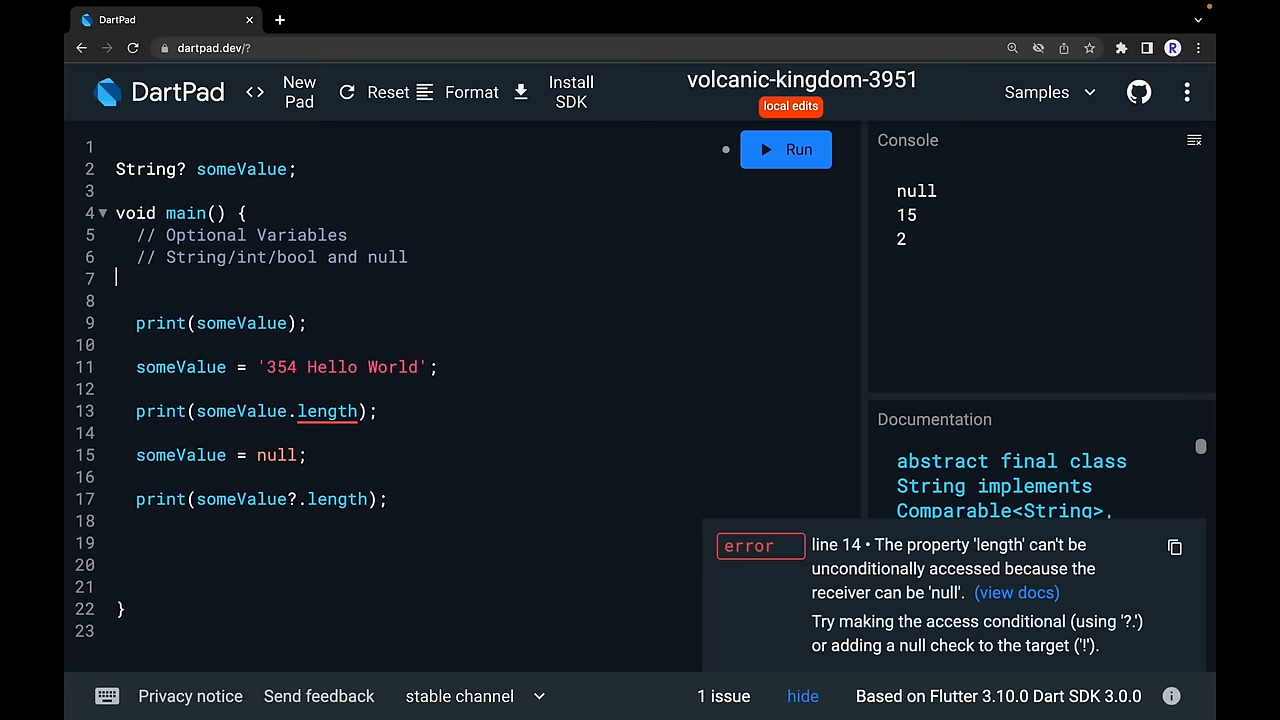 DartPad
dartpad.dev/?
R
DartPad
<> New Pad
Reset
Format
Install SDK
volcanic-kingdom-3951
local edits
Samples
Run
1
2 String? someValue;
3
4 void main() {
5 // Optional Variables
6 // String/int/bool and null
7
8
9 print(someValue);
10
11 someValue = '354 Hello World';
12
13 print(someValue.length);
14
15 someValue = null;
16
17 print(someValue?.length);
18
19
20
21
22 }
23
Console
null
15
2
Documentation
abstract final class
String implements
Comparable<String>,
error
line 14 • The property 'length' can't be
unconditionally accessed because the
receiver can be 'null'. (view docs)
Try making the access conditional (using '?.')
or adding a null check to the target ('!').
Privacy notice
Send feedback
stable channel
1 issue
hide
Based on Flutter 3.10.0 Dart SDK 3.0.0